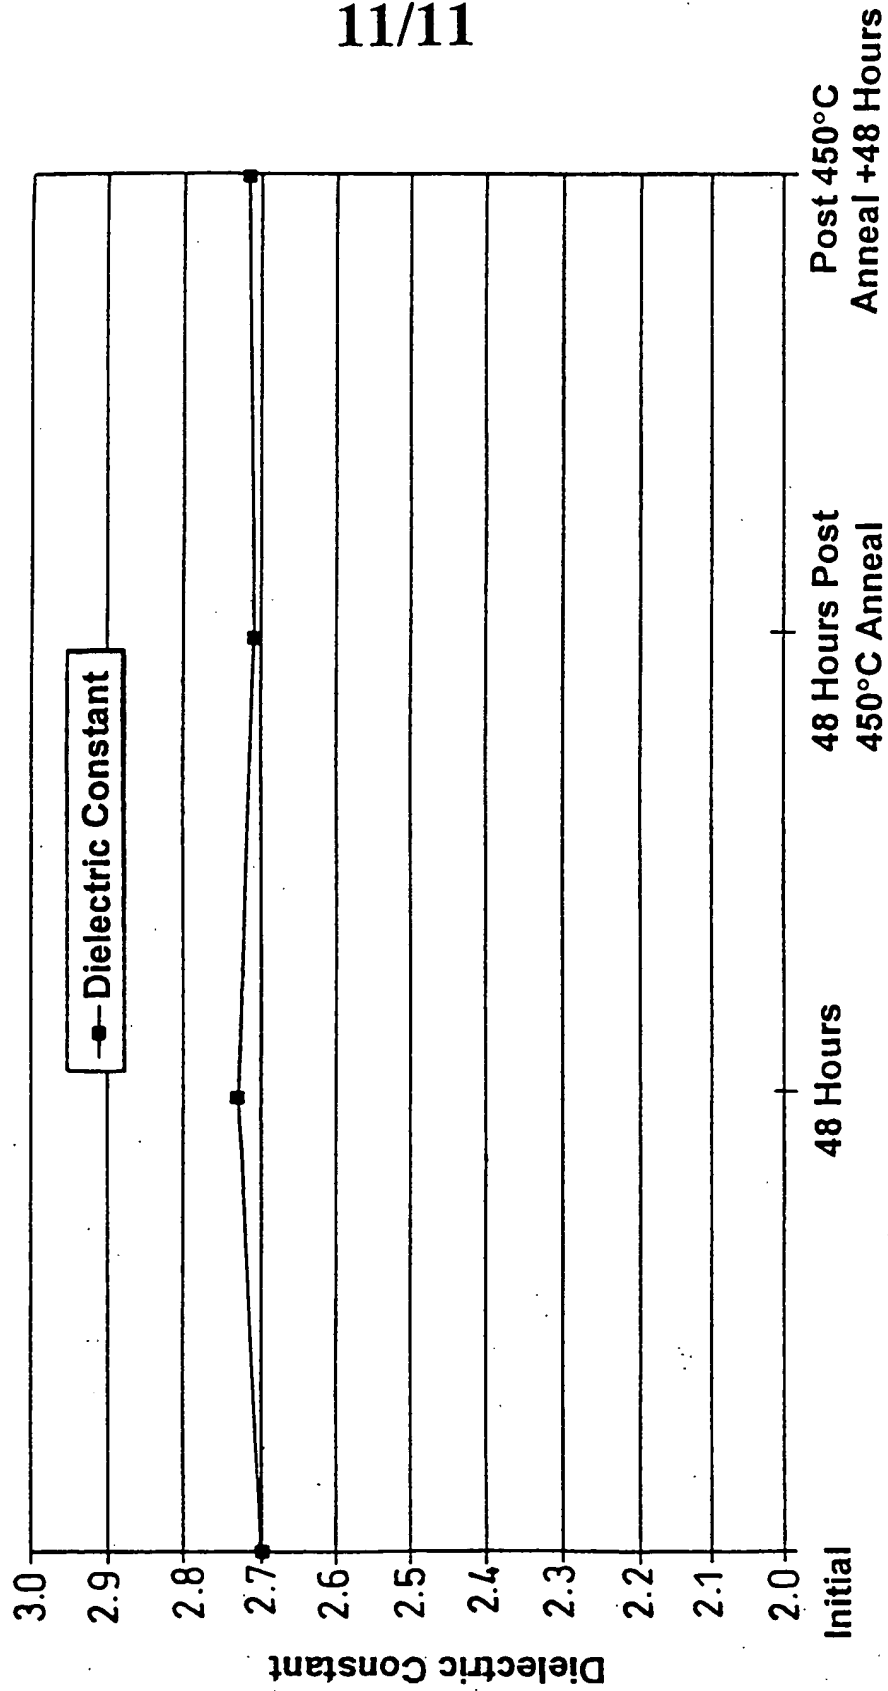 11/11
Dielectric Constant
3.0
2.9
2.8
2.7
2.6
2.5
2.4
2.3
2.2
2.1
2.0
Dielectric Constant
Initial
48 Hours
48 Hours Post
450°C Anneal
Post 450°C
Anneal +48 Hours